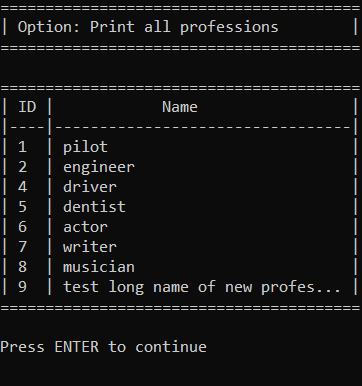 ========================================
| Option: Print all professions        |
========================================
========================================
| ID |            Name                 |
|----|---------------------------------|
| 1  | pilot                           |
| 2  | engineer                        |
| 4  | driver                          |
| 5  | dentist                         |
| 6  | actor                           |
| 7  | writer                          |
| 8  | musician                        |
| 9  | test long name of new profes... |
========================================
Press ENTER to continue